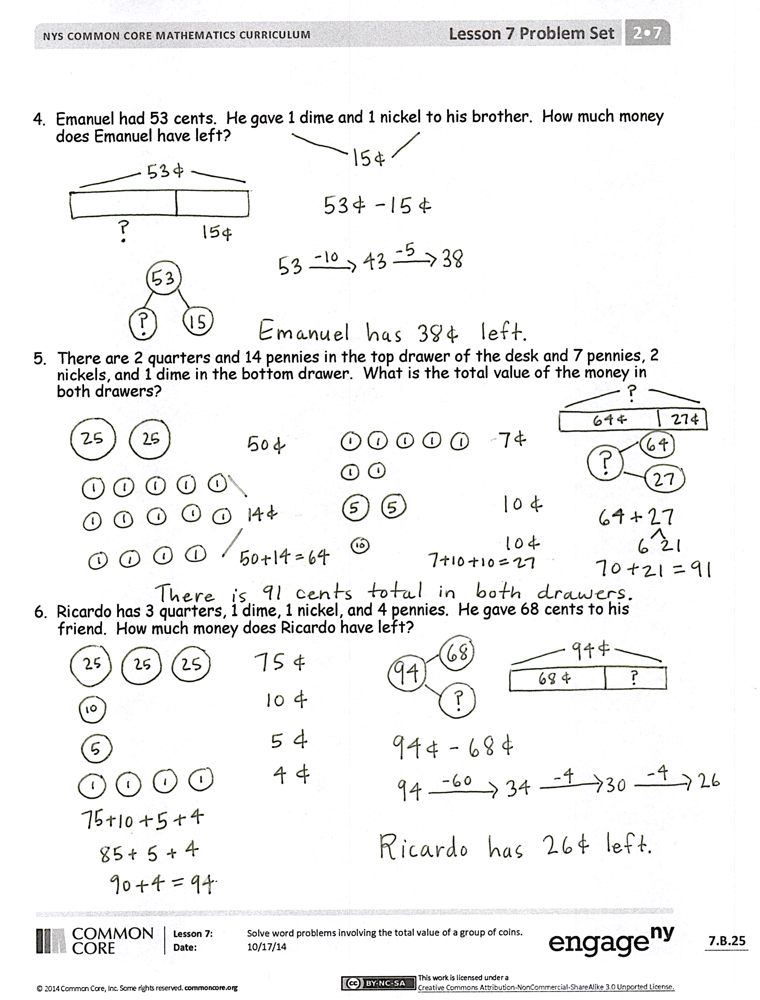 NYS COMMON CORE MATHEMATICS CURRICULUM
Lesson 7 Problem Set 2•7
4. Emanuel had 53 cents. He gave 1 dime and 1 nickel to his brother. How much money
does Emanuel have left?
15¢
53¢
53¢ - 15¢
? 15¢
53 -10 → 43 -5 → 38
53
? 15
Emanuel has 38¢ left.
5. There are 2 quarters and 14 pennies in the top drawer of the desk and 7 pennies, 2
nickels, and 1 dime in the bottom drawer. What is the total value of the money in
both drawers?
?
64¢ 27¢
25 25 50¢
1 1 1 1 1
1 1 1 1 1 14¢
1 1 1 1
50+14=64
1 1 1 1 1 7¢
1 1
5 5 10¢
10 10¢
7+10+10=27
?
64
27
64+27
6 21
70+21=91
There is 91 cents total in both drawers.
6. Ricardo has 3 quarters, 1 dime, 1 nickel, and 4 pennies. He gave 68 cents to his
friend. How much money does Ricardo have left?
25 25 25 75¢
10 10¢
5 5¢
1 1 1 1 4¢
75+10+5+4
85+5+4
90+4=94
94
68
?
94¢
68¢ ?
94¢ - 68¢
94 -60 → 34 -4 → 30 -4 → 26
Ricardo has 26¢ left.
COMMON
CORE
Lesson 7: Solve word problems involving the total value of a group of coins.
Date: 10/17/14
engage ny
7.B.25
© 2014 Common Core, Inc. Some rights reserved. commoncore.org
cc BY-NC-SA
This work is licensed under a
Creative Commons Attribution-NonCommercial-ShareAlike 3.0 Unported License.